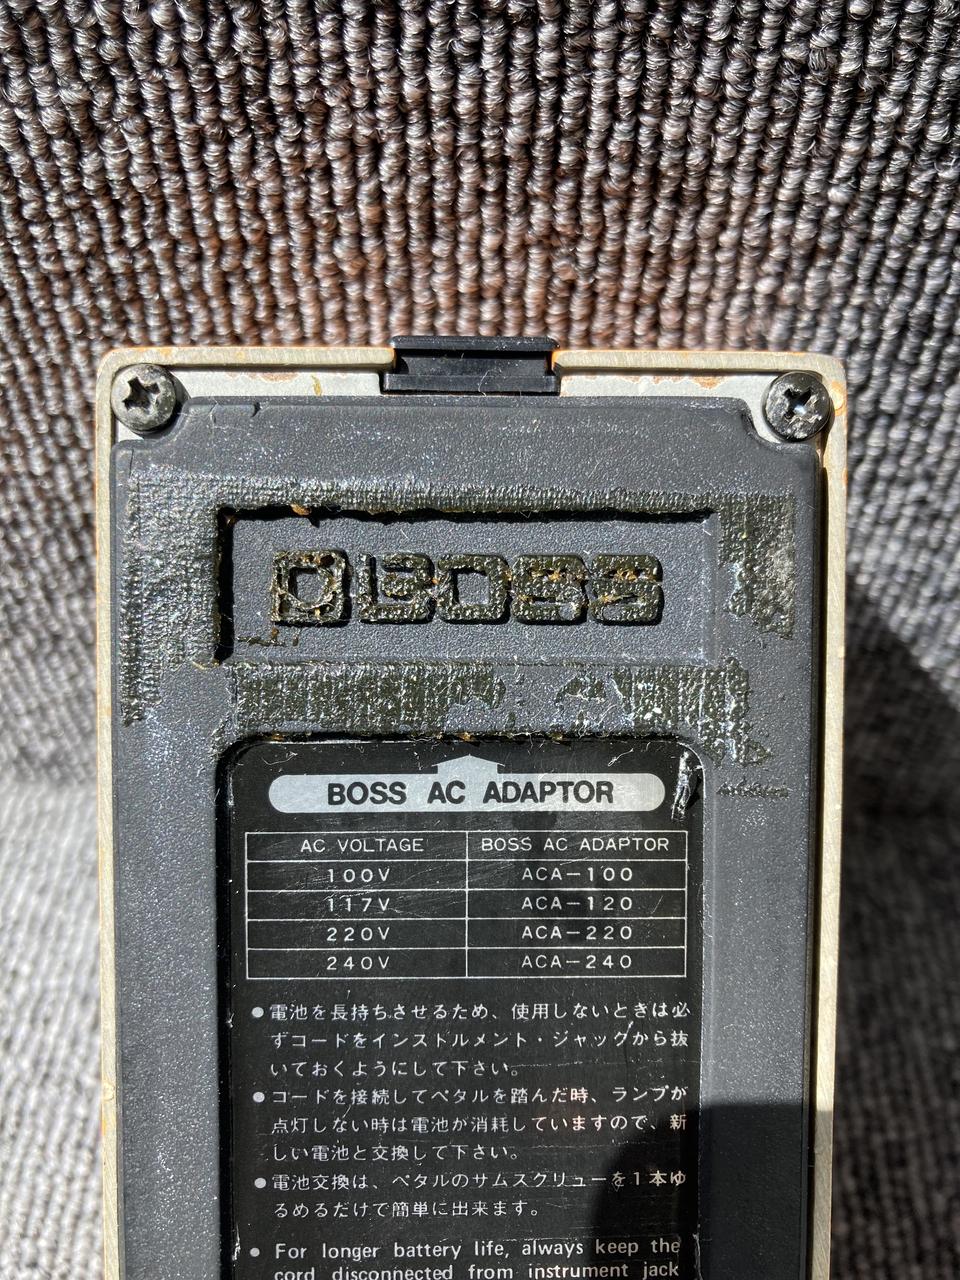 BOSS
BOSS AC ADAPTOR
AC VOLTAGE BOSS AC ADAPTOR
100V ACA-100
117V ACA-120
220V ACA-220
240V ACA-240
●電池を長持ちさせるため、使用しないときは必
ずコードをインストルメント・ジャックから抜
いておくようにして下さい。
●コードを接続してペタルを踏んだ時、ランプが
点灯しない時は電池が消耗していますので、新
しい電池と交換して下さい。
●電池交換は、ペタルのサムスクリューを1本ゆ
るめるだけで簡単に出来ます。
● For longer battery life, always keep the
cord disconnected from instrument jack